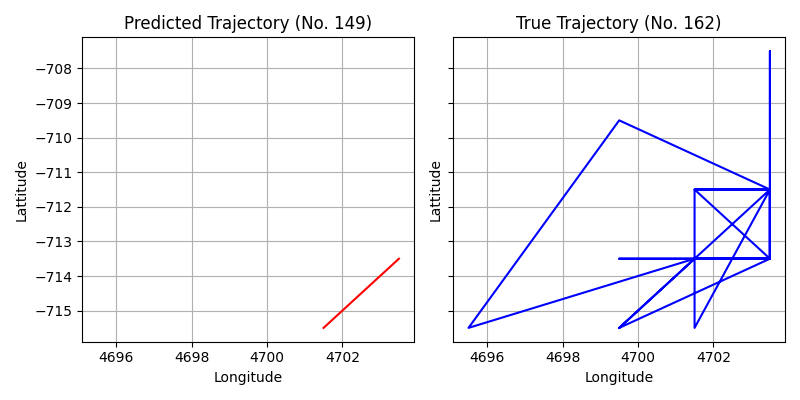 Predicted Trajectory (No. 149)
True Trajectory (No. 162)
Lattitude
−708
−709
−710
−711
−712
−713
−714
−715
4696 4698 4700 4702
Longitude
Lattitude
4696 4698 4700 4702
Longitude